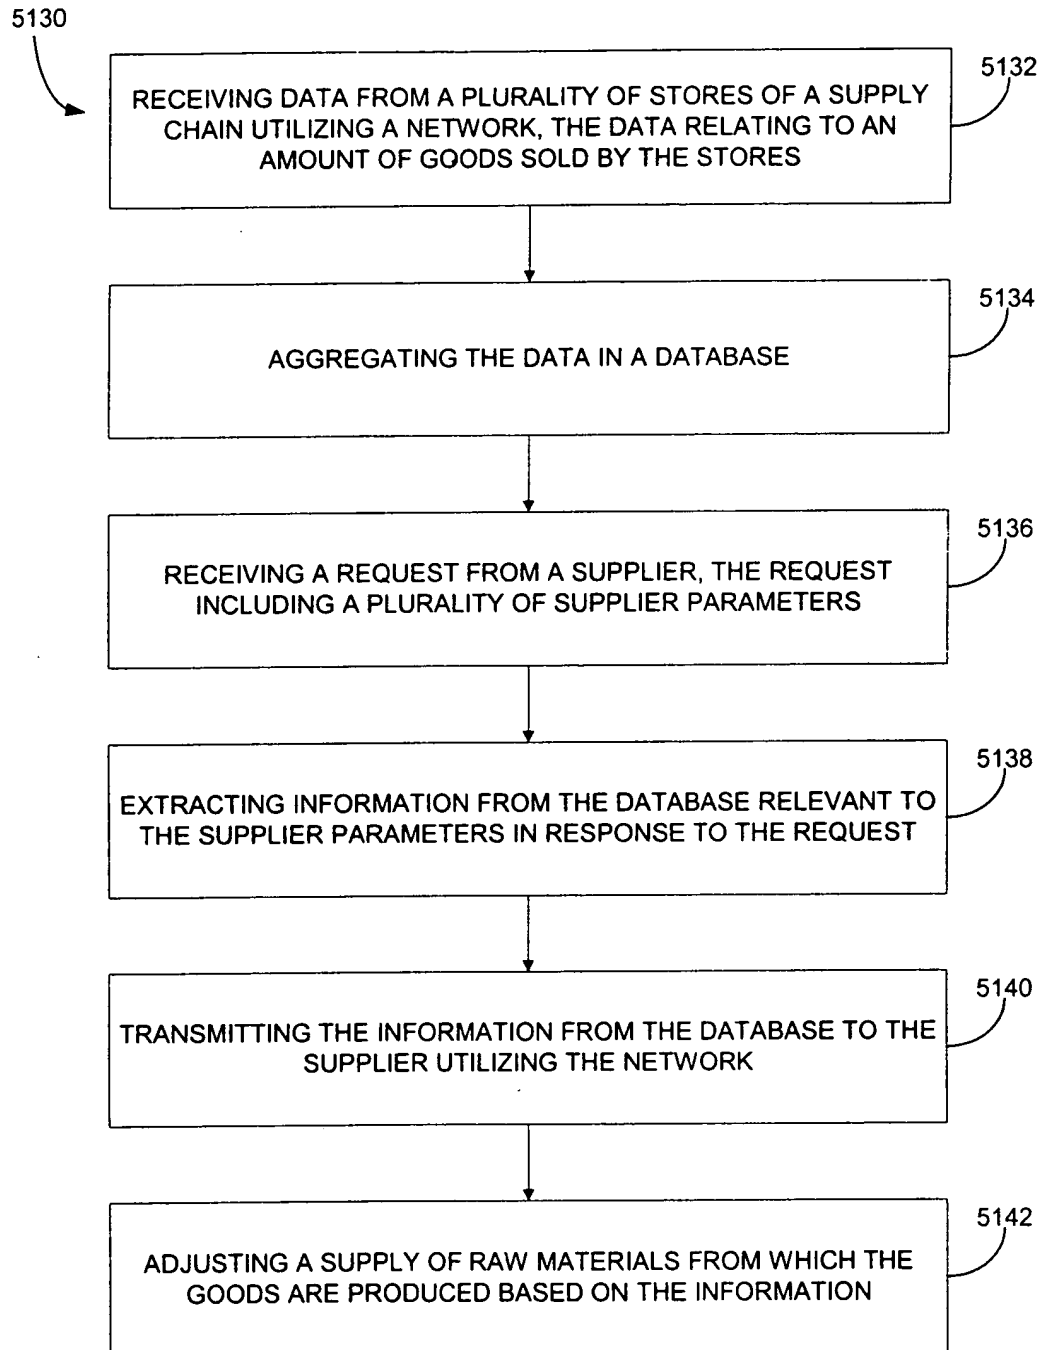 5130
5132
RECEIVING DATA FROM A PLURALITY OF STORES OF A SUPPLY
CHAIN UTILIZING A NETWORK, THE DATA RELATING TO AN
AMOUNT OF GOODS SOLD BY THE STORES
5134
AGGREGATING THE DATA IN A DATABASE
5136
RECEIVING A REQUEST FROM A SUPPLIER, THE REQUEST
INCLUDING A PLURALITY OF SUPPLIER PARAMETERS
5138
EXTRACTING INFORMATION FROM THE DATABASE RELEVANT TO
THE SUPPLIER PARAMETERS IN RESPONSE TO THE REQUEST
5140
TRANSMITTING THE INFORMATION FROM THE DATABASE TO THE
SUPPLIER UTILIZING THE NETWORK
5142
ADJUSTING A SUPPLY OF RAW MATERIALS FROM WHICH THE
GOODS ARE PRODUCED BASED ON THE INFORMATION